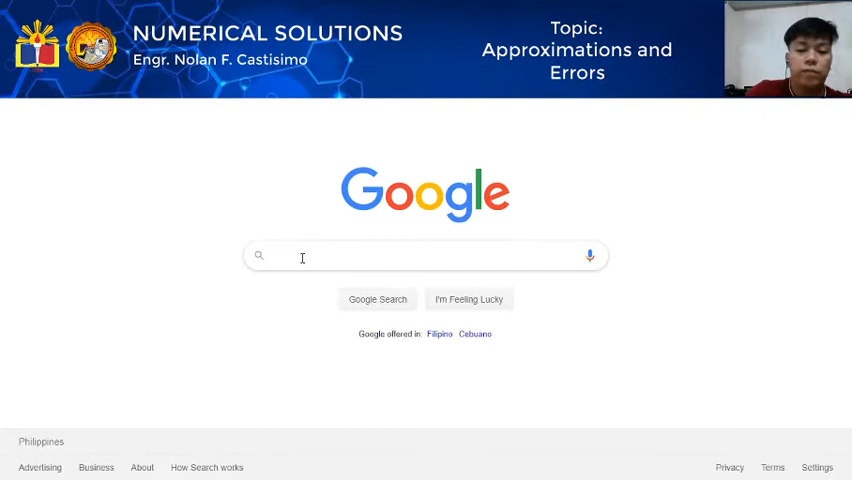 NUMERICAL SOLUTIONS
Engr. Nolan F. Castisimo
Topic:
Approximations and
Errors
Google
Google Search
I'm Feeling Lucky
Google offered in: Filipino Cebuano
Philippines
Advertising Business About How Search works
Privacy Terms Settings